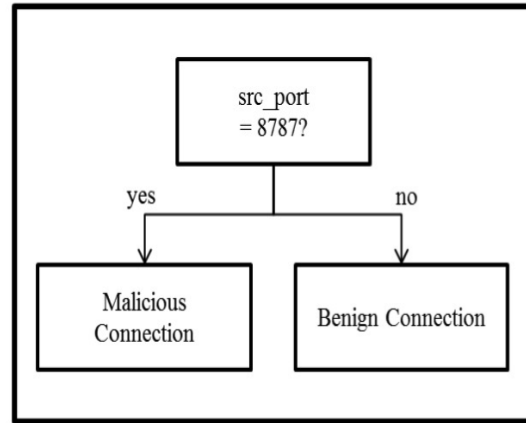 src_port
= 8787?
yes
no
Malicious
Connection
Benign Connection